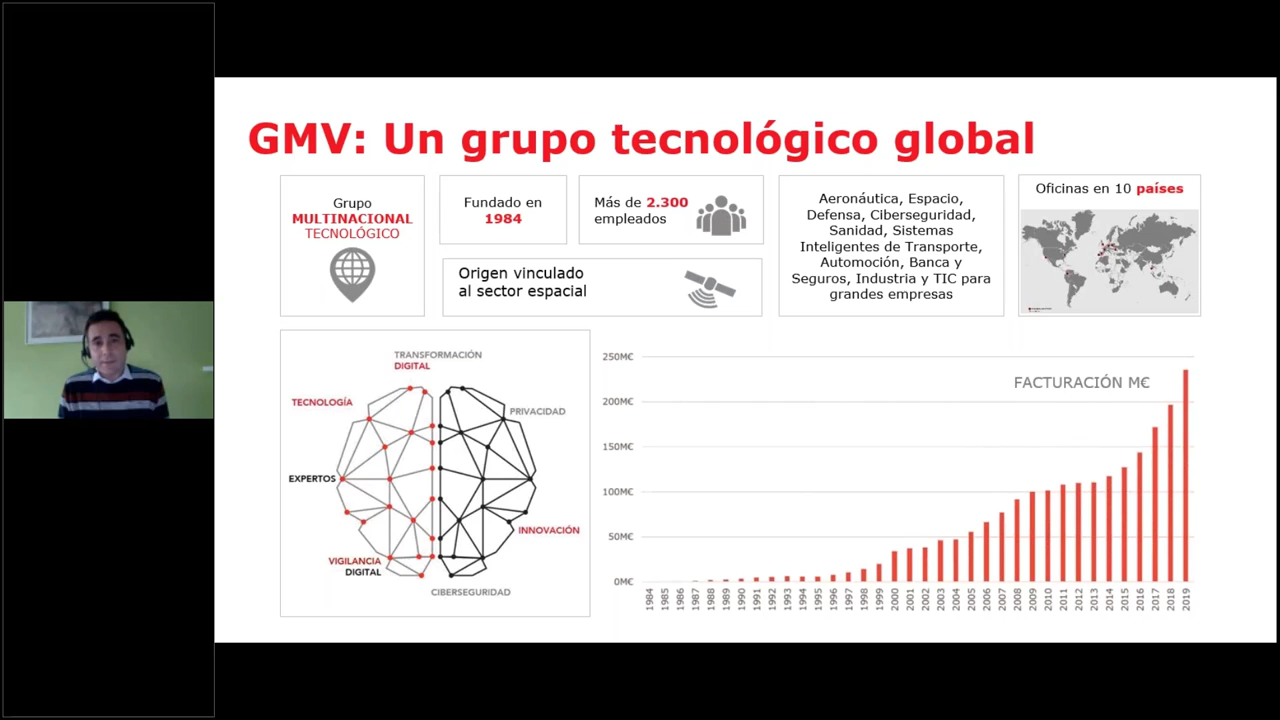 GMV: Un grupo tecnológico global
Grupo
MULTINACIONAL
TECNOLÓGICO
Fundado en
1984
Más de 2.300
empleados
Origen vinculado
al sector espacial
Aeronáutica, Espacio,
Defensa, Ciberseguridad,
Sanidad, Sistemas
Inteligentes de Transporte,
Automoción, Banca y
Seguros, Industria y TIC para
grandes empresas
Oficinas en 10 países
TRANSFORMACIÓN
DIGITAL
TECNOLOGÍA
PRIVACIDAD
EXPERTOS
INNOVACIÓN
VIGILANCIA
DIGITAL
CIBERSEGURIDAD
FACTURACIÓN M€
250M€
200M€
150M€
100M€
50M€
0M€
1984
1985
1986
1987
1988
1989
1990
1991
1992
1993
1994
1995
1996
1997
1998
1999
2000
2001
2002
2003
2004
2005
2006
2007
2008
2009
2010
2011
2012
2013
2014
2015
2016
2017
2018
2019